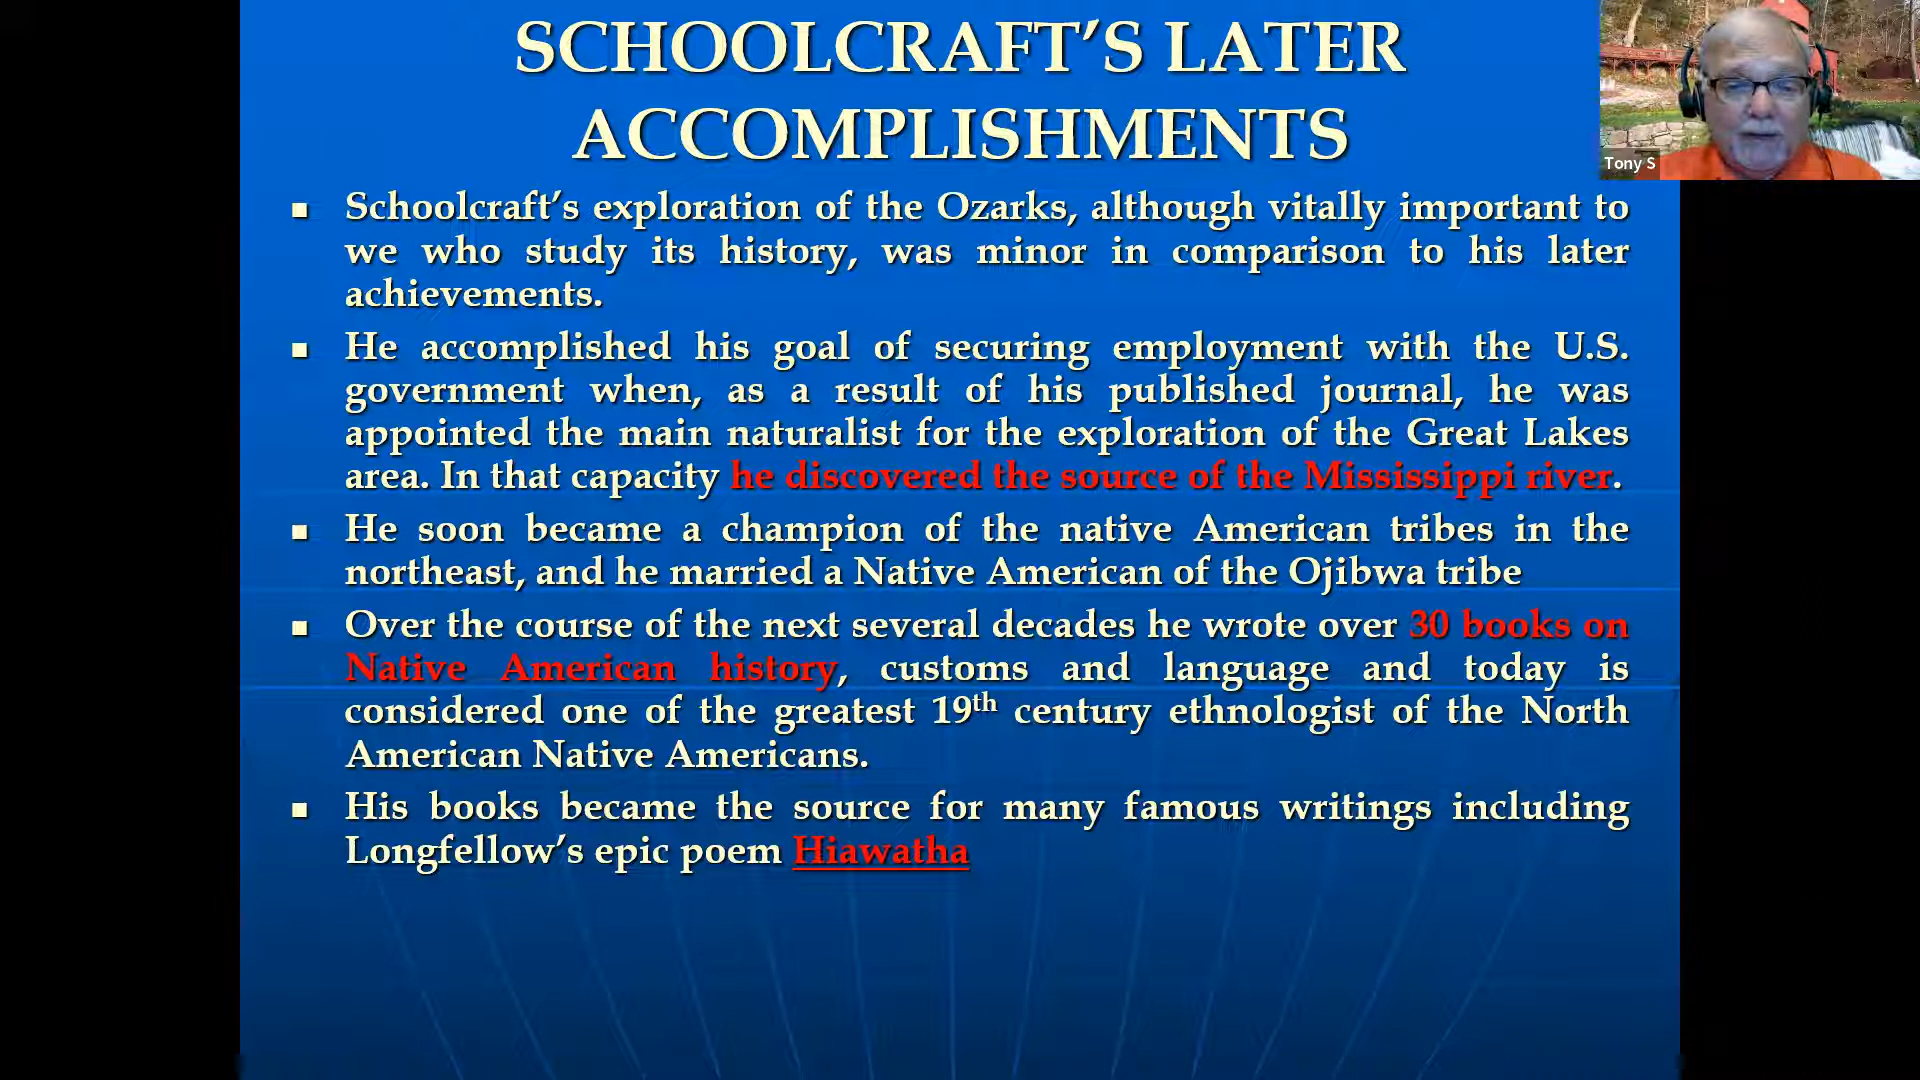 SCHOOLCRAFT’S LATER
ACCOMPLISHMENTS
Tony S
Schoolcraft’s exploration of the Ozarks, although vitally important to
we who study its history, was minor in comparison to his later
achievements.
He accomplished his goal of securing employment with the U.S.
government when, as a result of his published journal, he was
appointed the main naturalist for the exploration of the Great Lakes
area. In that capacity he discovered the source of the Mississippi river.
He soon became a champion of the native American tribes in the
northeast, and he married a Native American of the Ojibwa tribe
Over the course of the next several decades he wrote over 30 books on
Native American history, customs and language and today is
considered one of the greatest 19th century ethnologist of the North
American Native Americans.
His books became the source for many famous writings including
Longfellow’s epic poem Hiawatha